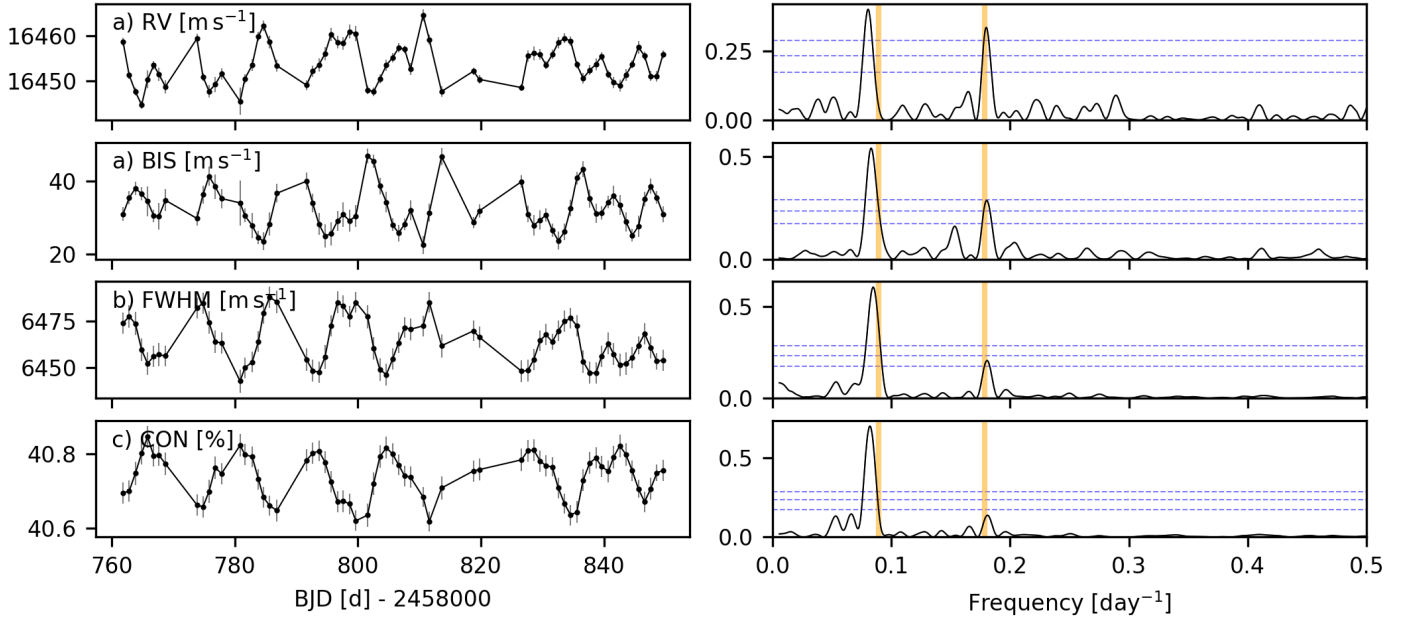 a) RV [m s⁻¹]
16460
16450
0.25
0.00
a) BIS [m s⁻¹]
40
20
0.5
0.0
b) FWHM [m s⁻¹]
6475
6450
0.5
0.0
c) CON [%]
40.8
40.6
0.5
0.0
760 780 800 820 840
0.0 0.1 0.2 0.3 0.4 0.5
BJD [d] - 2458000
Frequency [day⁻¹]